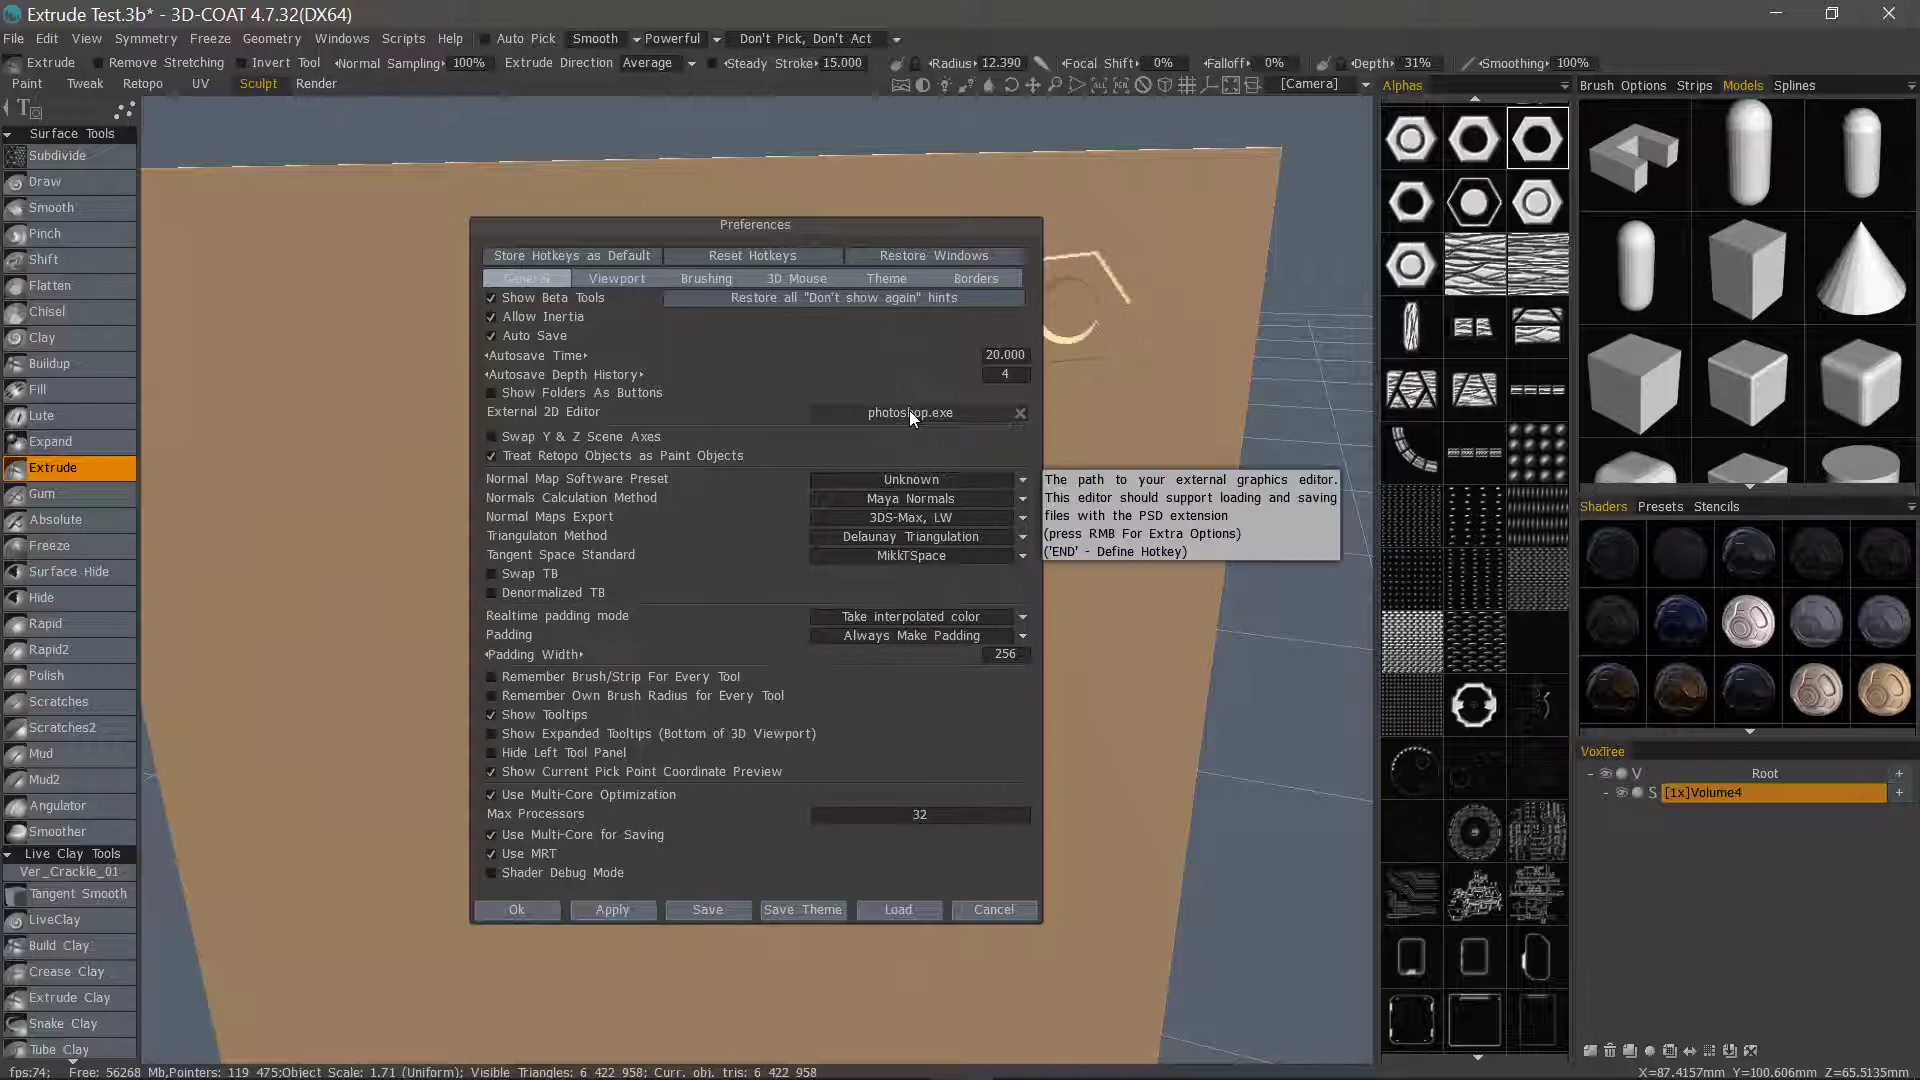 Extrude Test.3b* - 3D-COAT 4.7.32(DX64)
File Edit View Symmetry Freeze Geometry Windows Scripts Help Auto Pick Smooth Powerful Don't Pick, Don't Act
Extrude Remove Stretching Invert Tool Normal Sampling 100% Extrude Direction Average Steady Stroke 15.000 Radius 12.390 Focal Shift 0% Falloff 0% Depth 31% Smoothing 100%
Paint Tweak Retopo UV Sculpt Render [Camera]
Surface Tools
Subdivide
Draw
Smooth
Pinch
Shift
Flatten
Chisel
Clay
Buildup
Fill
Lute
Expand
Extrude
Gum
Absolute
Freeze
Surface Hide
Hide
Rapid
Rapid2
Polish
Scratches
Scratches2
Mud
Mud2
Angulator
Smoother
Live Clay Tools
Ver_Crackle_01
Tangent Smooth
LiveClay
Build Clay
Crease Clay
Extrude Clay
Snake Clay
Tube Clay
Preferences
Store Hotkeys as Default Reset Hotkeys Restore Windows
General Viewport Brushing 3D Mouse Theme Borders
Show Beta Tools Restore all "Don't show again" hints
Allow Inertia
Auto Save
Autosave Time 20.000
Autosave Depth History 4
Show Folders As Buttons
External 2D Editor photoshop.exe
Swap Y & Z Scene Axes
Treat Retopo Objects as Paint Objects
Normal Map Software Preset Unknown
Normals Calculation Method Maya Normals
Normal Maps Export 3DS-Max, LW
Triangulaton Method Delaunay Triangulation
Tangent Space Standard MikkTSpace
Swap TB
Denormalized TB
Realtime padding mode Take interpolated color
Padding Always Make Padding
Padding Width 256
Remember Brush/Strip For Every Tool
Remember Own Brush Radius for Every Tool
Show Tooltips
Show Expanded Tooltips (Bottom of 3D Viewport)
Hide Left Tool Panel
Show Current Pick Point Coordinate Preview
Use Multi-Core Optimization
Max Processors 32
Use Multi-Core for Saving
Use MRT
Shader Debug Mode
Ok Apply Save Save Theme Load Cancel
The path to your external graphics editor.
This editor should support loading and saving
files with the PSD extension
(press RMB For Extra Options)
('END' - Define Hotkey)
Alphas
Brush Options Strips Models Splines
Shaders Presets Stencils
VoxTree
V Root +
S [1x]Volume4 +
fps:74; Free: 56268 Mb,Pointers: 119 475;Object Scale: 1.71 (Uniform); Visible Triangles: 6 422 958; Curr. obj. tris: 6 422 958
X=87.4157mm Y=100.606mm Z=65.5135mm